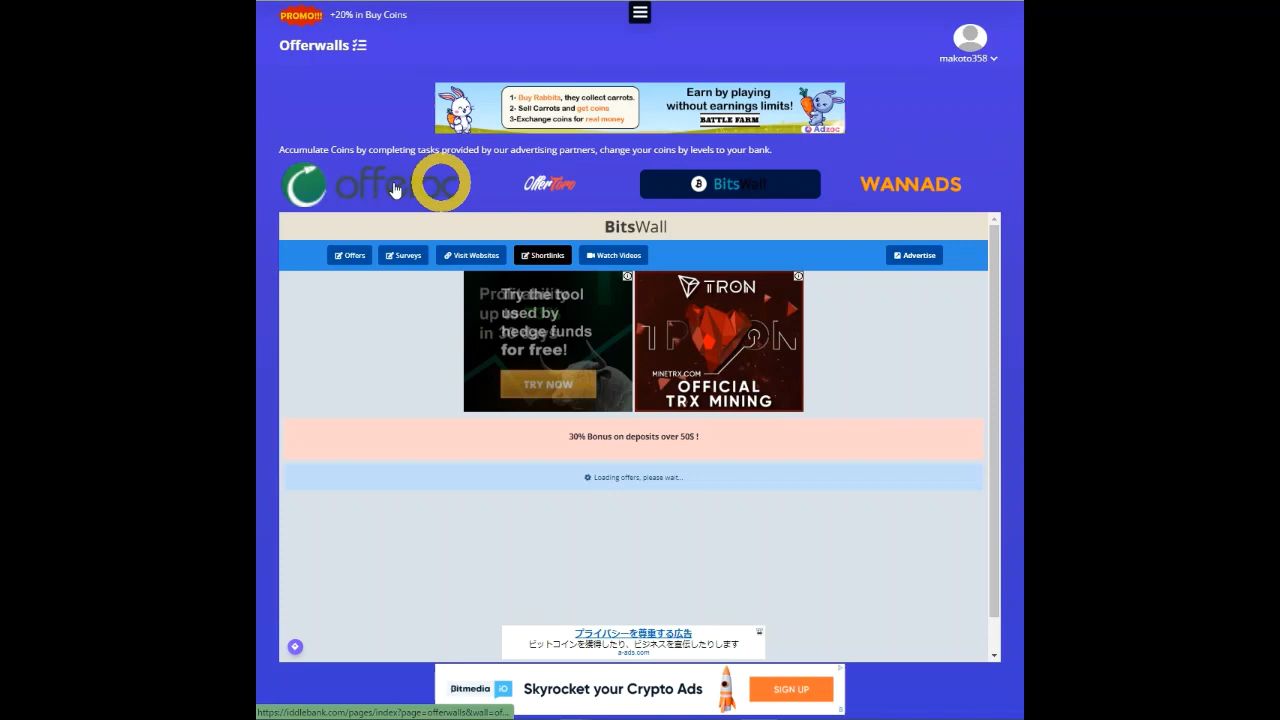 PROMO!!! +20% in Buy Coins
Offerwalls
makoto358
1- Buy Rabbits, they collect carrots.
2- Sell Carrots and get coins
3-Exchange coins for real money
Earn by playing
without earnings limits!
BATTLE FARM
Adzoc
Accumulate Coins by completing tasks provided by our advertising partners, change your coins by levels to your bank.
OfferToro
BitsWall
WANNADS
BitsWall
Offers
Surveys
Visit Websites
Shortlinks
Watch Videos
Advertise
Try the tool
used by
hedge funds
for free!
TRY NOW
TRON
MINETRX.COM
OFFICIAL
TRX MINING
30% Bonus on deposits over 50$ !
Loading offers, please wait...
プライバシーを尊重する広告
ビットコインを獲得したり、ビジネスを宣伝したりします
a-ads.com
Bitmedia IO
Skyrocket your Crypto Ads
SIGN UP
https://iddlebank.com/pages/index?page=offerwalls&wall=of...